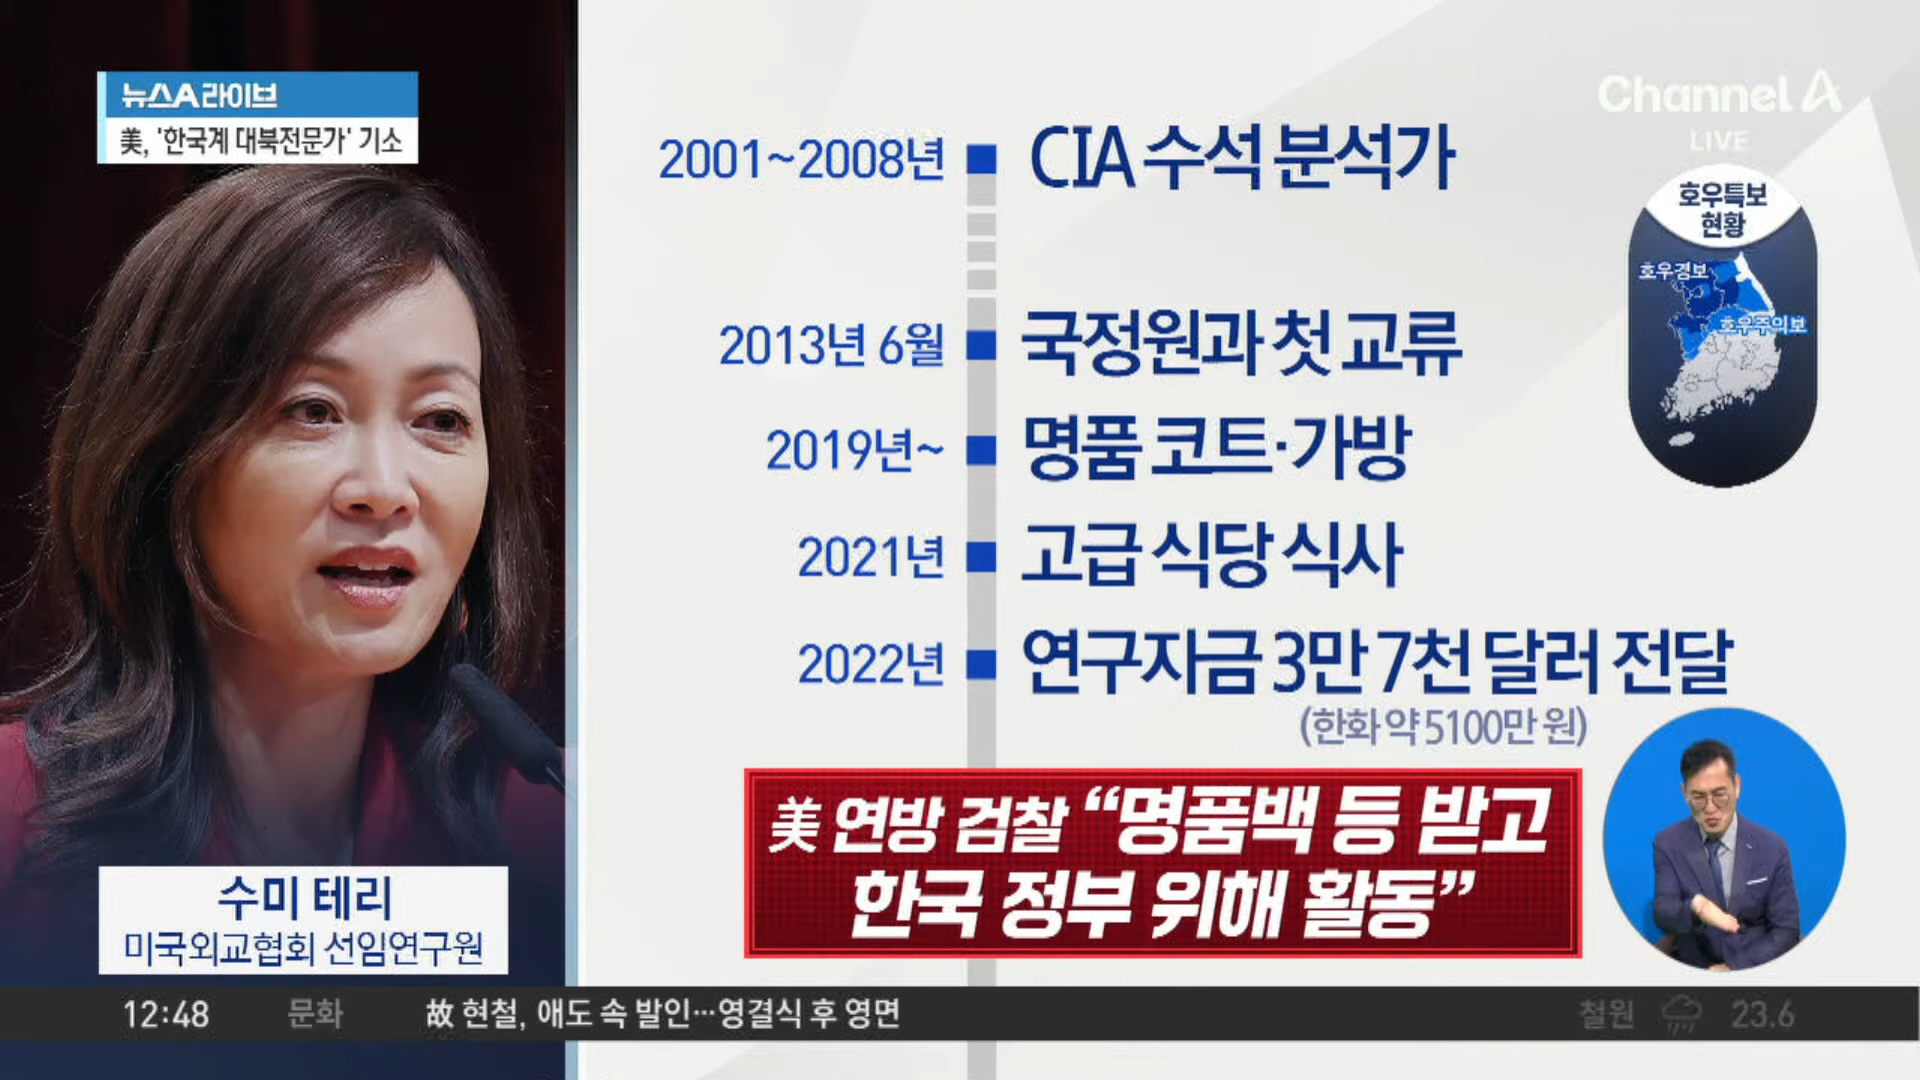 뉴스A 라이브
美, '한국계 대북전문가' 기소
Channel A
LIVE
호우특보
현황
호우경보
호우주의보
2001~2008년 CIA 수석 분석가
2013년 6월 국정원과 첫 교류
2019년~ 명품 코트·가방
2021년 고급 식당 식사
2022년 연구자금 3만 7천 달러 전달
(한화 약 5100만 원)
美 연방 검찰 “명품백 등 받고
한국 정부 위해 활동”
수미 테리
미국외교협회 선임연구원
12:48 문화 故 현철, 애도 속 발인…영결식 후 영면 철원 23.6